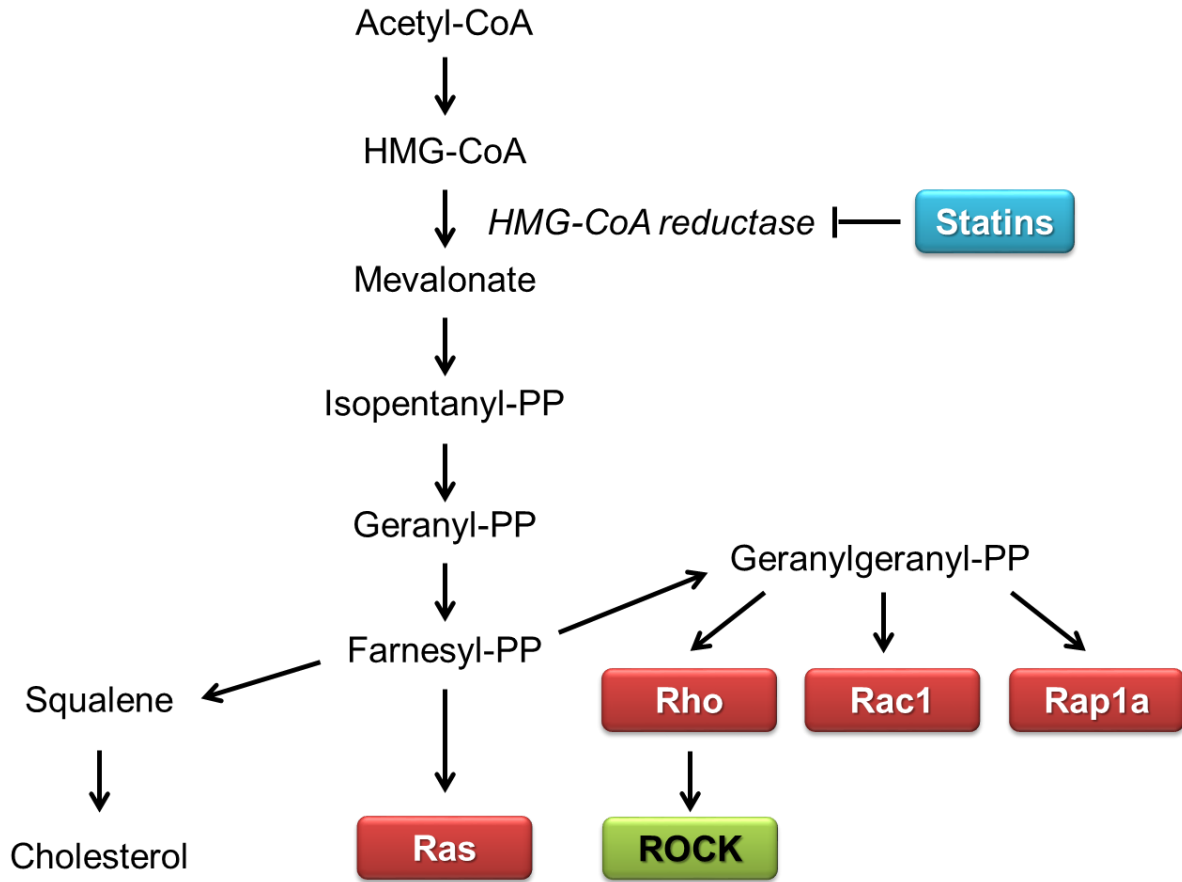 Acetyl-CoA
HMG-CoA
HMG-CoA reductase
Statins
Mevalonate
Isopentanyl-PP
Geranyl-PP
Geranylgeranyl-PP
Farnesyl-PP
Squalene
Rho
Rac1
Rap1a
Cholesterol
Ras
ROCK